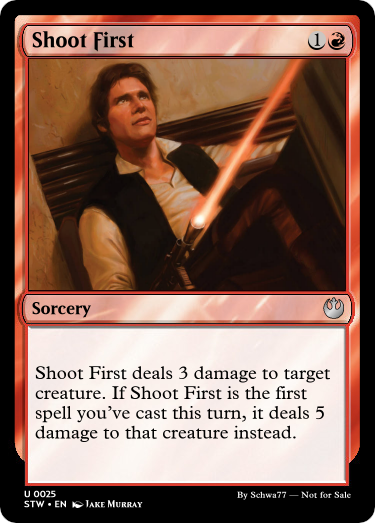 Shoot First 1
Sorcery
Shoot First deals 3 damage to target
creature. If Shoot First is the first
spell you've cast this turn, it deals 5
damage to that creature instead.
U 0025
STW • EN JAKE MURRAY
By Schwa77 — Not for Sale